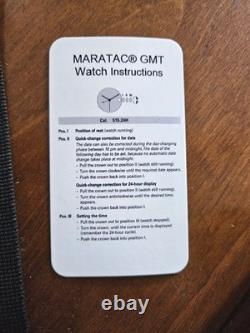 MARATAC® GMT
Watch Instructions
Cal. 515.24H
Pos. I Position of rest (watch running)
Pos. II Quick-change correction for date
The date can also be corrected during the day-changing
phase between 10 pm and midnight. The date of
the following day has to be set, because no automatic date
change takes place at midnight.
- Pull the crown out to position II (watch still running).
- Turn the crown clockwise until the required date appears.
- Push the crown back into position I.
Quick-change correction for 24-hour display
- Pull the crown out to position II (watch still running).
- Turn the crown anticlockwise until the desired time
appears.
- Push the crown back into position I.
Pos. III Setting the time
- Pull the crown out to position III (watch stopped).
- Turn the crown, until the current time is displayed
(remember the 24-hour cycle).
- Push the crown back into position I.